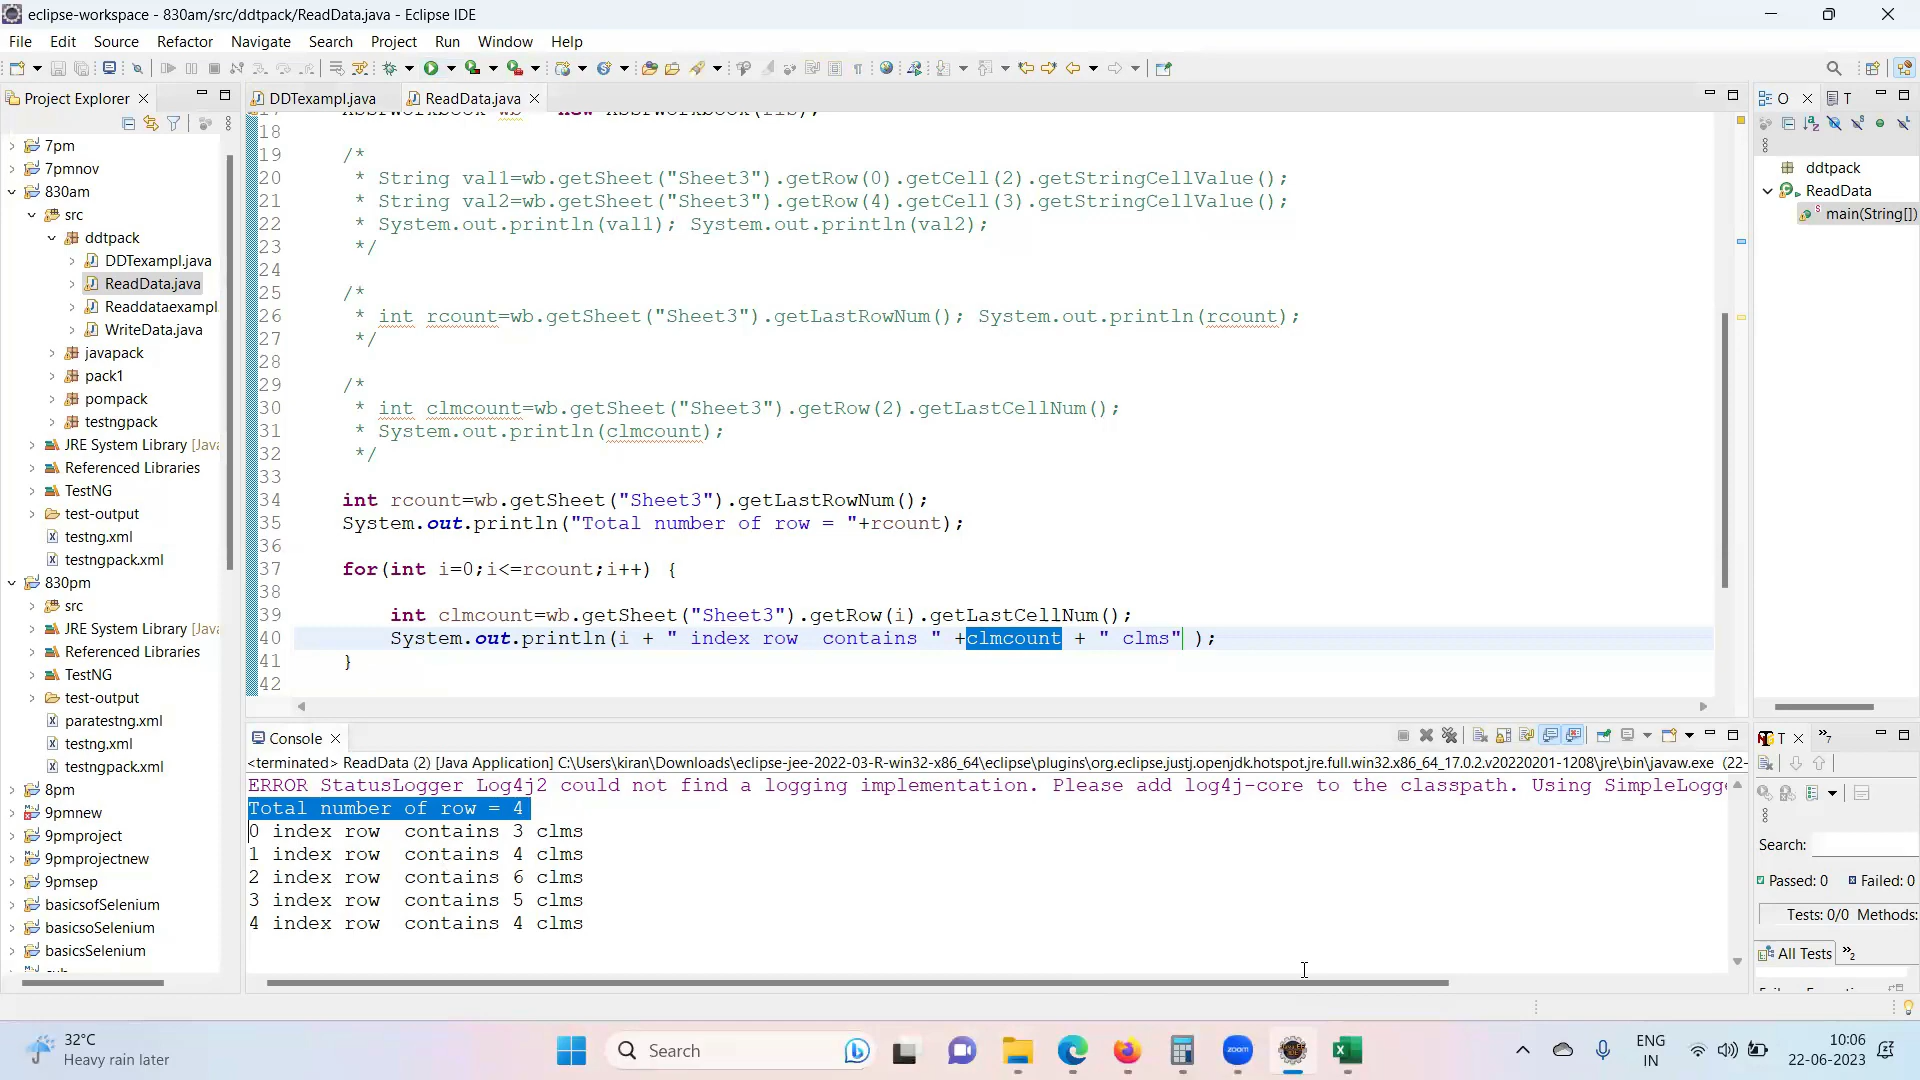 eclipse-workspace - 830am/src/ddtpack/ReadData.java - Eclipse IDE
File Edit Source Refactor Navigate Search Project Run Window Help
Project Explorer
7pm
7pmnov
830am
src
ddtpack
DDTexampl.java
ReadData.java
Readdataexampl
WriteData.java
javapack
pack1
pompack
testngpack
JRE System Library [Java
Referenced Libraries
TestNG
test-output
testng.xml
testngpack.xml
830pm
src
JRE System Library [Java
Referenced Libraries
TestNG
test-output
paratestng.xml
testng.xml
testngpack.xml
8pm
9pmnew
9pmproject
9pmprojectnew
9pmsep
basicsofSelenium
basicsoSelenium
basicsSelenium
DDTexampl.java ReadData.java
18
19 /*
20 * String val1=wb.getSheet("Sheet3").getRow(0).getCell(2).getStringCellValue();
21 * String val2=wb.getSheet("Sheet3").getRow(4).getCell(3).getStringCellValue();
22 * System.out.println(val1); System.out.println(val2);
23 */
24
25 /*
26 * int rcount=wb.getSheet("Sheet3").getLastRowNum(); System.out.println(rcount);
27 */
28
29 /*
30 * int clmcount=wb.getSheet("Sheet3").getRow(2).getLastCellNum();
31 * System.out.println(clmcount);
32 */
33
34 int rcount=wb.getSheet("Sheet3").getLastRowNum();
35 System.out.println("Total number of row = "+rcount);
36
37 for(int i=0;i<=rcount;i++) {
38
39 int clmcount=wb.getSheet("Sheet3").getRow(i).getLastCellNum();
40 System.out.println(i + " index row  contains " +clmcount + " clms" );
41 }
42
Console
<terminated> ReadData (2) [Java Application] C:\Users\kiran\Downloads\eclipse-jee-2022-03-R-win32-x86_64\eclipse\plugins\org.eclipse.justj.openjdk.hotspot.jre.full.win32.x86_64_17.0.2.v20220201-1208\jre\bin\javaw.exe (22-
ERROR StatusLogger Log4j2 could not find a logging implementation. Please add log4j-core to the classpath. Using SimpleLogge
Total number of row = 4
0 index row  contains 3 clms
1 index row  contains 4 clms
2 index row  contains 6 clms
3 index row  contains 5 clms
4 index row  contains 4 clms
O T
ddtpack
ReadData
main(String[])
T 7
Search:
Passed: 0 Failed: 0
Tests: 0/0 Methods:
All Tests 2
32°C
Heavy rain later
Search
zoom
ENG
IN
10:06
22-06-2023